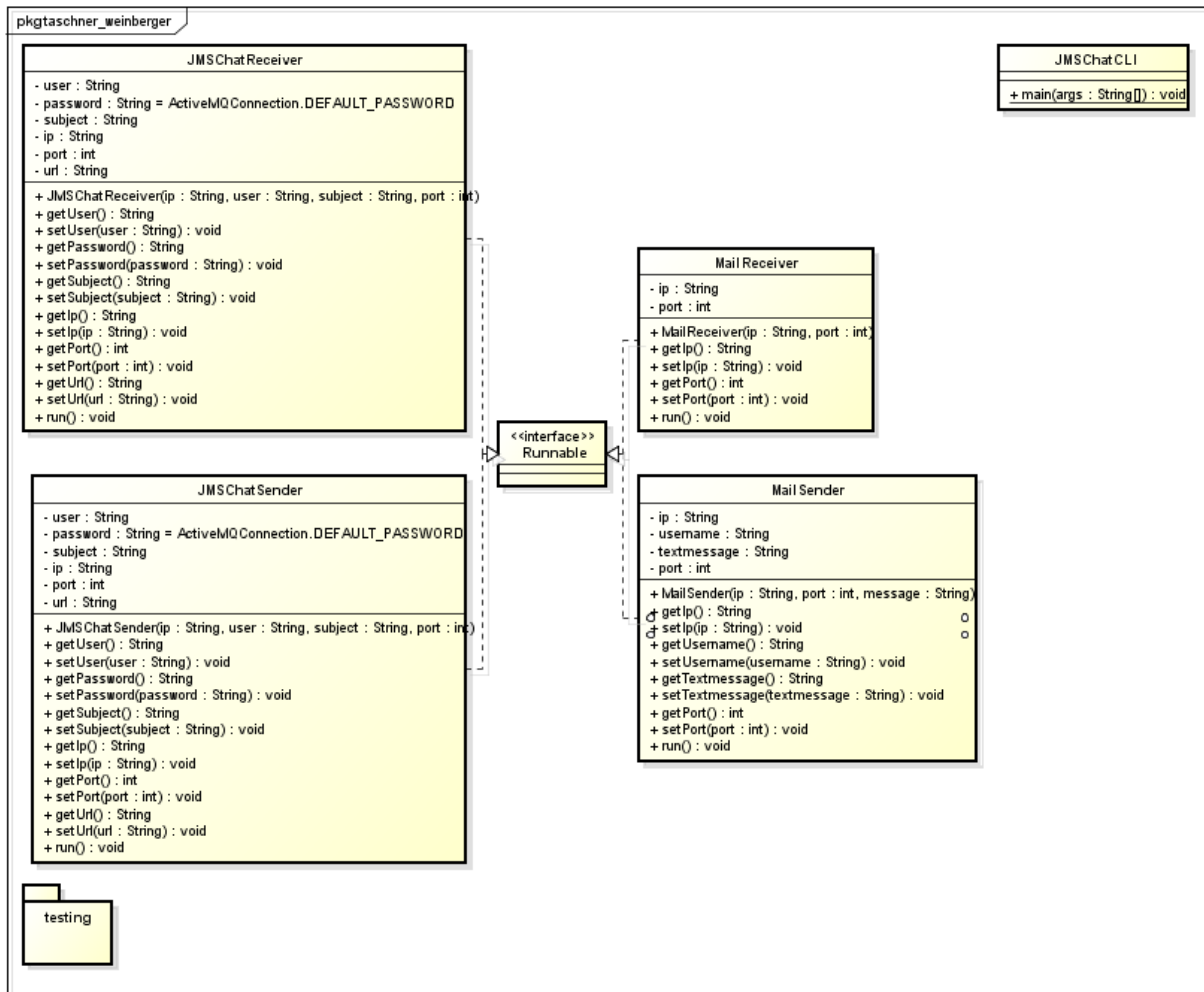 pkgtaschner_weinberger
JMSChatReceiver
- user : String
- password : String = ActiveMQConnection.DEFAULT_PASSWORD
- subject : String
- ip : String
- port : int
- url : String
+ JMSChatReceiver(ip : String, user : String, subject : String, port : int)
+ getUser() : String
+ setUser(user : String) : void
+ getPassword() : String
+ setPassword(password : String) : void
+ getSubject() : String
+ setSubject(subject : String) : void
+ getIp() : String
+ setIp(ip : String) : void
+ getPort() : int
+ setPort(port : int) : void
+ getUrl() : String
+ setUrl(url : String) : void
+ run() : void
JMSChatCLI
+ main(args : String[]) : void
MailReceiver
- ip : String
- port : int
+ MailReceiver(ip : String, port : int)
+ getIp() : String
+ setIp(ip : String) : void
+ getPort() : int
+ setPort(port : int) : void
+ run() : void
<<interface>>
Runnable
JMSChatSender
- user : String
- password : String = ActiveMQConnection.DEFAULT_PASSWORD
- subject : String
- ip : String
- port : int
- url : String
+ JMSChatSender(ip : String, user : String, subject : String, port : int)
+ getUser() : String
+ setUser(user : String) : void
+ getPassword() : String
+ setPassword(password : String) : void
+ getSubject() : String
+ setSubject(subject : String) : void
+ getIp() : String
+ setIp(ip : String) : void
+ getPort() : int
+ setPort(port : int) : void
+ getUrl() : String
+ setUrl(url : String) : void
+ run() : void
MailSender
- ip : String
- username : String
- textmessage : String
- port : int
+ MailSender(ip : String, port : int, message : String)
+ getIp() : String
+ setIp(ip : String) : void
+ getUsername() : String
+ setUsername(username : String) : void
+ getTextmessage() : String
+ setTextmessage(textmessage : String) : void
+ getPort() : int
+ setPort(port : int) : void
+ run() : void
testing